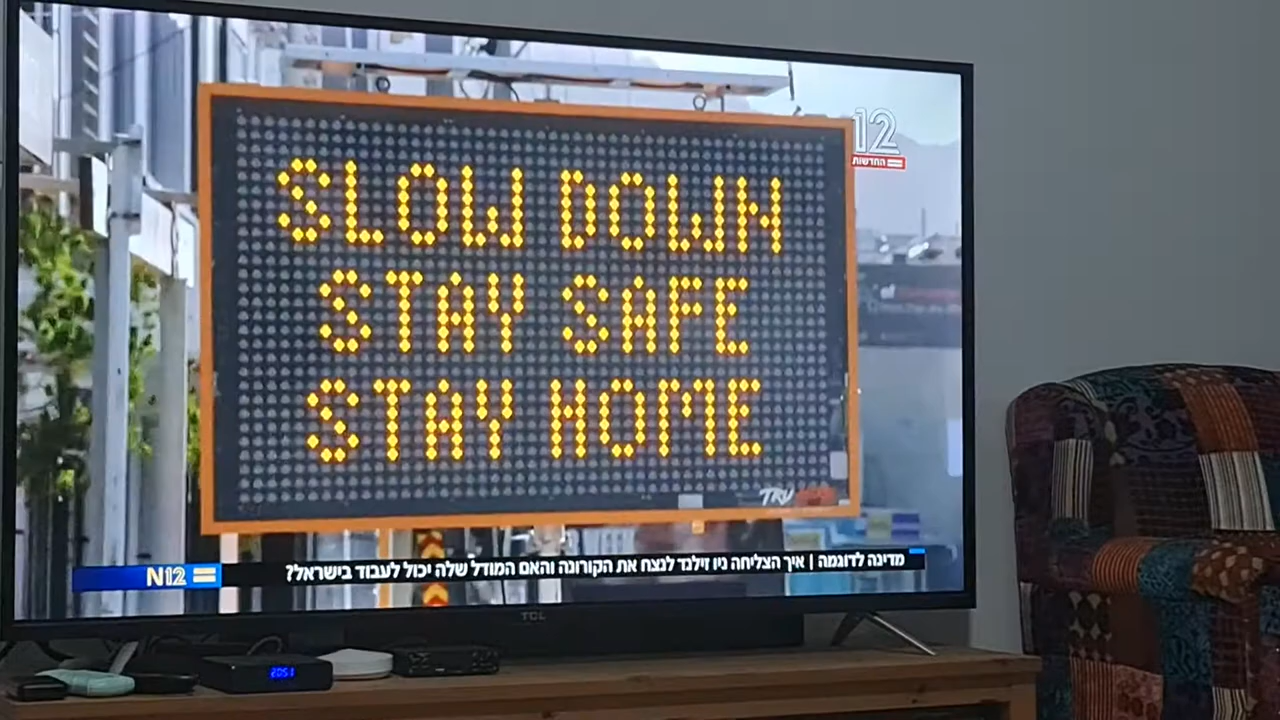 SLOW DOWN
STAY SAFE
STAY HOME
12
החדשות
TRU
מדינה לדוגמה | איך הצליחה ניו זילנד לנצח את הקורונה והאם המודל שלה יכול לעבוד בישראל?
N12
TCL
2051